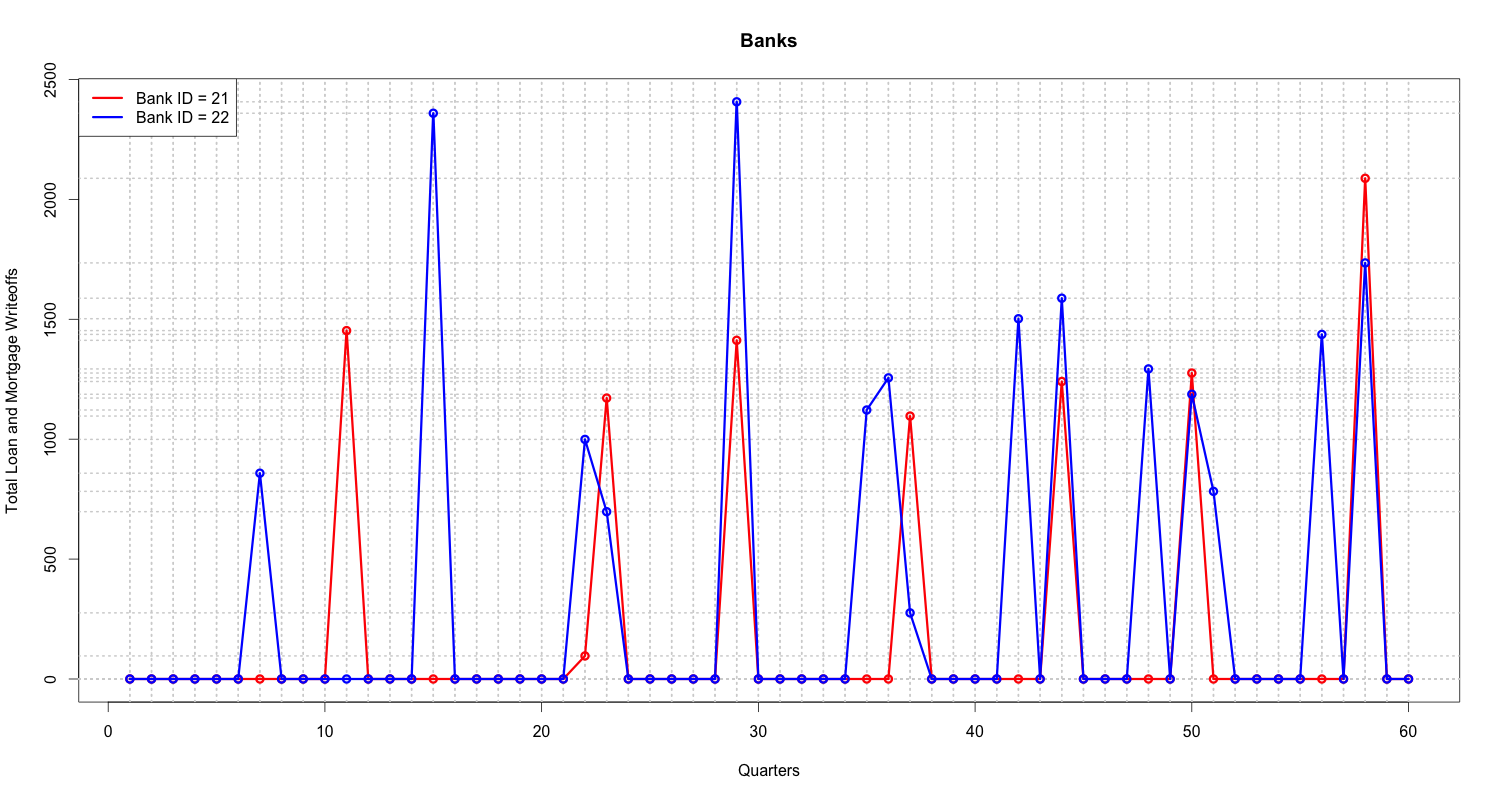 Banks
Total Loan and Mortgage Writeoffs
2500
2000
1500
1000
500
0
Bank ID = 21
Bank ID = 22
0 10 20 30 40 50 60
Quarters